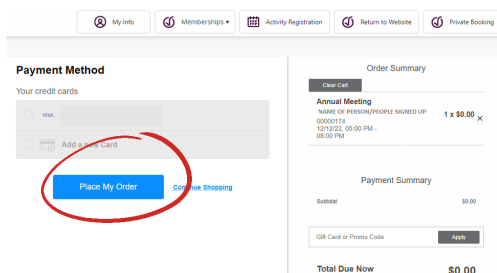 My Info
Memberships
Activity Registration
Return to Website
Private Booking
Payment Method
Your credit cards
VISA
Add a new Card
Place My Order
Continue Shopping
Order Summary
Clear Cart
Annual Meeting
NAME OF PERSON/PEOPLE SIGNED UP
1 x $0.00 ×
00000174
12/12/22, 05:00 PM -
06:00 PM
Payment Summary
Subtotal $0.00
Gift Card or Promo Code Apply
Total Due Now $0.00